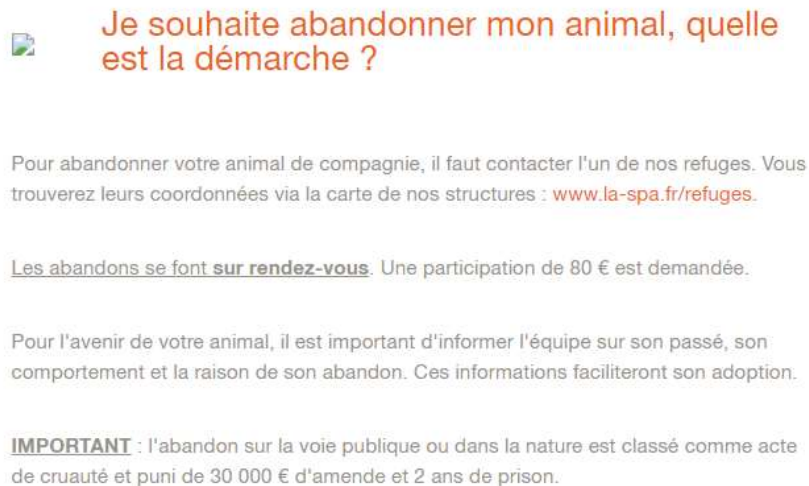 Je souhaite abandonner mon animal, quelle
est la démarche ?
Pour abandonner votre animal de compagnie, il faut contacter l'un de nos refuges. Vous
trouverez leurs coordonnées via la carte de nos structures : www.la-spa.fr/refuges.
Les abandons se font sur rendez-vous. Une participation de 80 € est demandée.
Pour l'avenir de votre animal, il est important d'informer l'équipe sur son passé, son
comportement et la raison de son abandon. Ces informations faciliteront son adoption.
IMPORTANT : l'abandon sur la voie publique ou dans la nature est classé comme acte
de cruauté et puni de 30 000 € d'amende et 2 ans de prison.